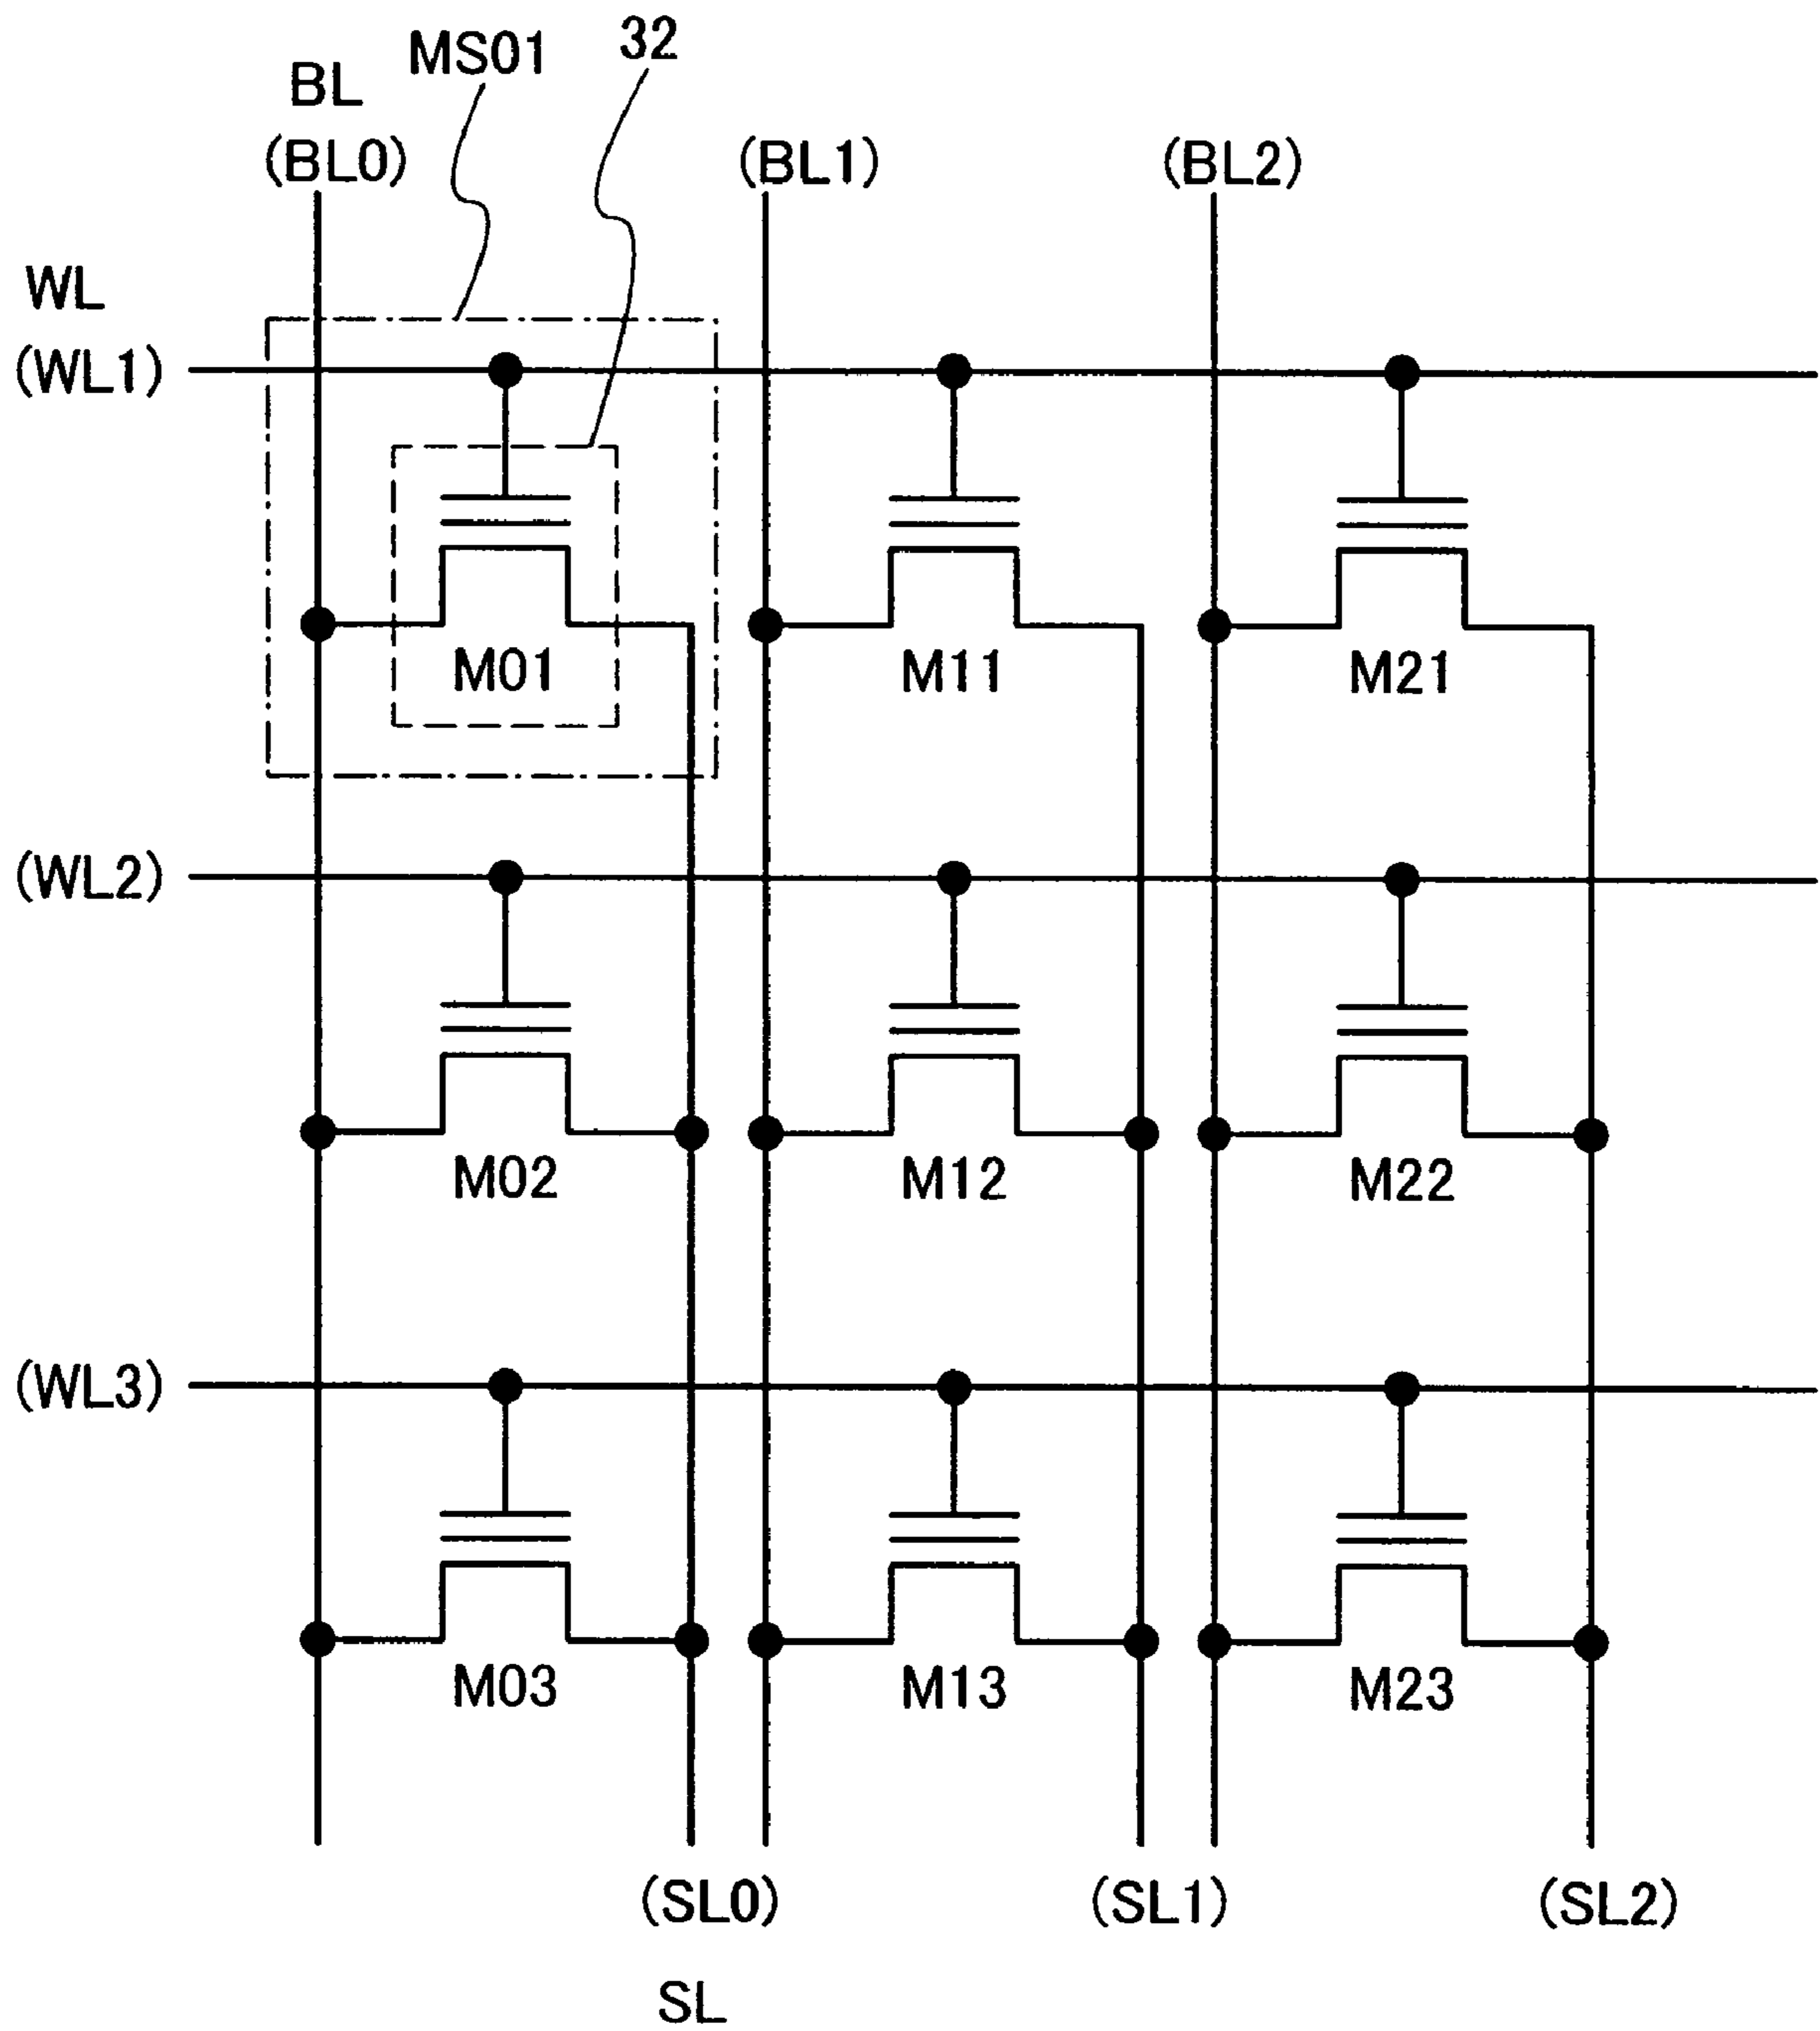 MS01
32
BL
(BL0)
(BL1)
(BL2)
WL
(WL1)
M01
M11
M21
(WL2)
M02
M12
M22
(WL3)
M03
M13
M23
(SL0)
(SL1)
(SL2)
SL